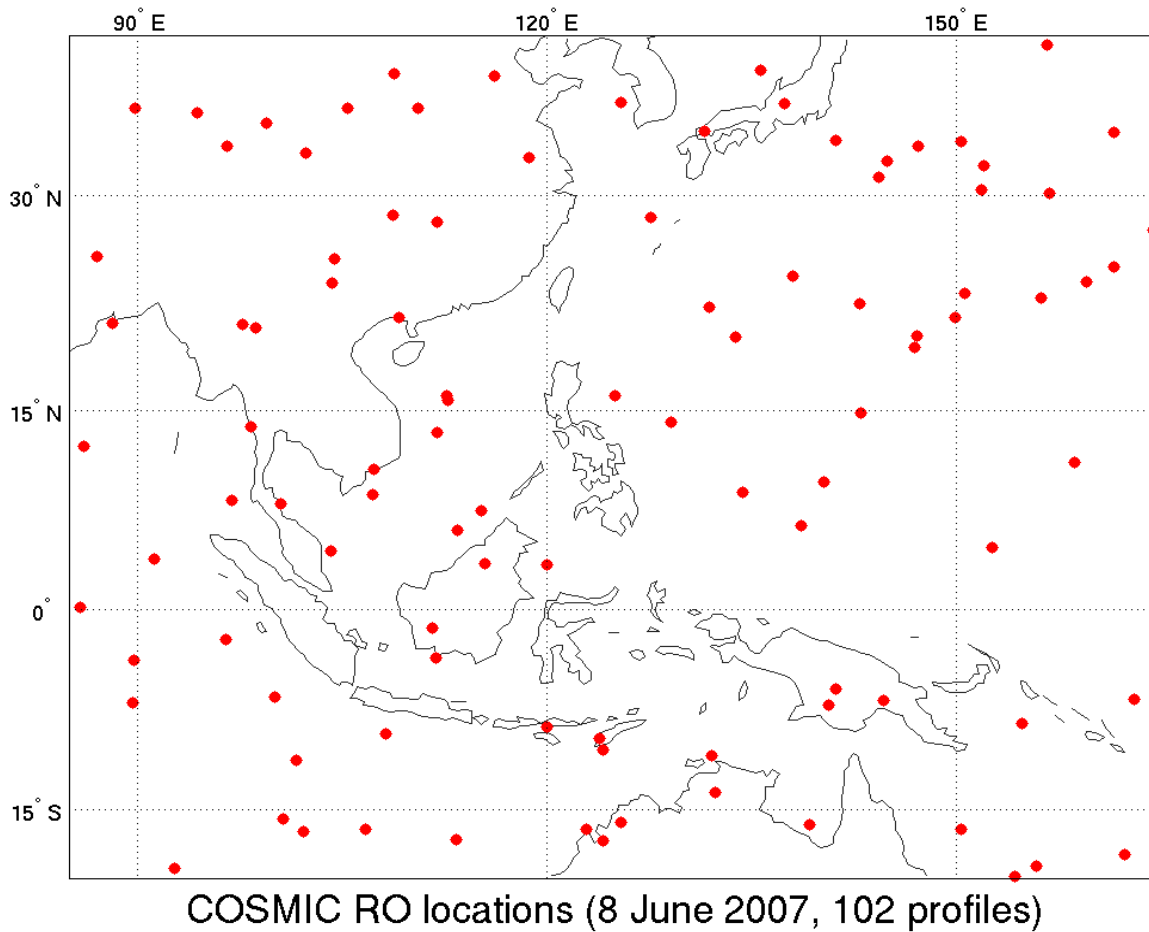 90° E 120° E 150° E
30° N
15° N
0°
15° S
COSMIC RO locations (8 June 2007, 102 profiles)